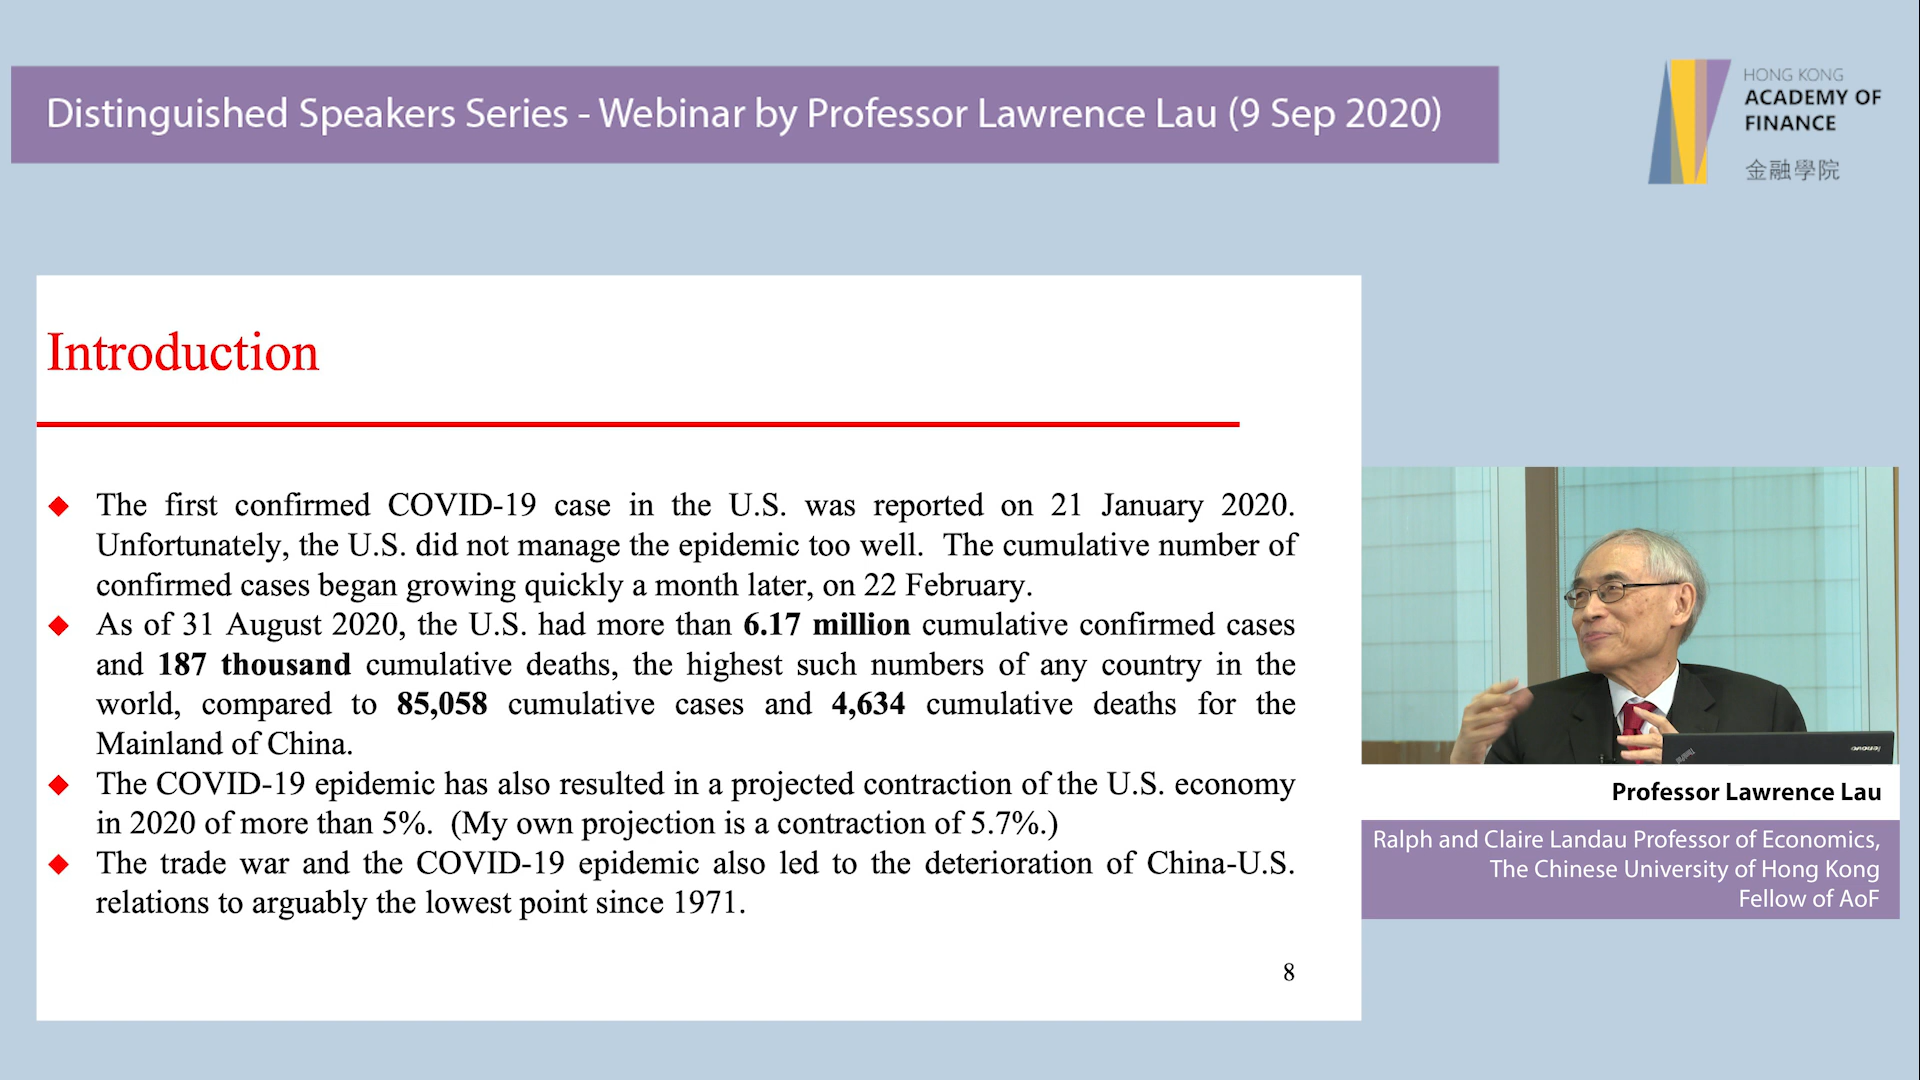 Distinguished Speakers Series - Webinar by Professor Lawrence Lau (9 Sep 2020)
HONG KONG
ACADEMY OF
FINANCE
金融學院
Introduction
The first confirmed COVID-19 case in the U.S. was reported on 21 January 2020.
Unfortunately, the U.S. did not manage the epidemic too well. The cumulative number of
confirmed cases began growing quickly a month later, on 22 February.
As of 31 August 2020, the U.S. had more than 6.17 million cumulative confirmed cases
and 187 thousand cumulative deaths, the highest such numbers of any country in the
world, compared to 85,058 cumulative cases and 4,634 cumulative deaths for the
Mainland of China.
The COVID-19 epidemic has also resulted in a projected contraction of the U.S. economy
in 2020 of more than 5%. (My own projection is a contraction of 5.7%.)
The trade war and the COVID-19 epidemic also led to the deterioration of China-U.S.
relations to arguably the lowest point since 1971.
8
ThinkPad
lenovo
Professor Lawrence Lau
Ralph and Claire Landau Professor of Economics,
The Chinese University of Hong Kong
Fellow of AoF